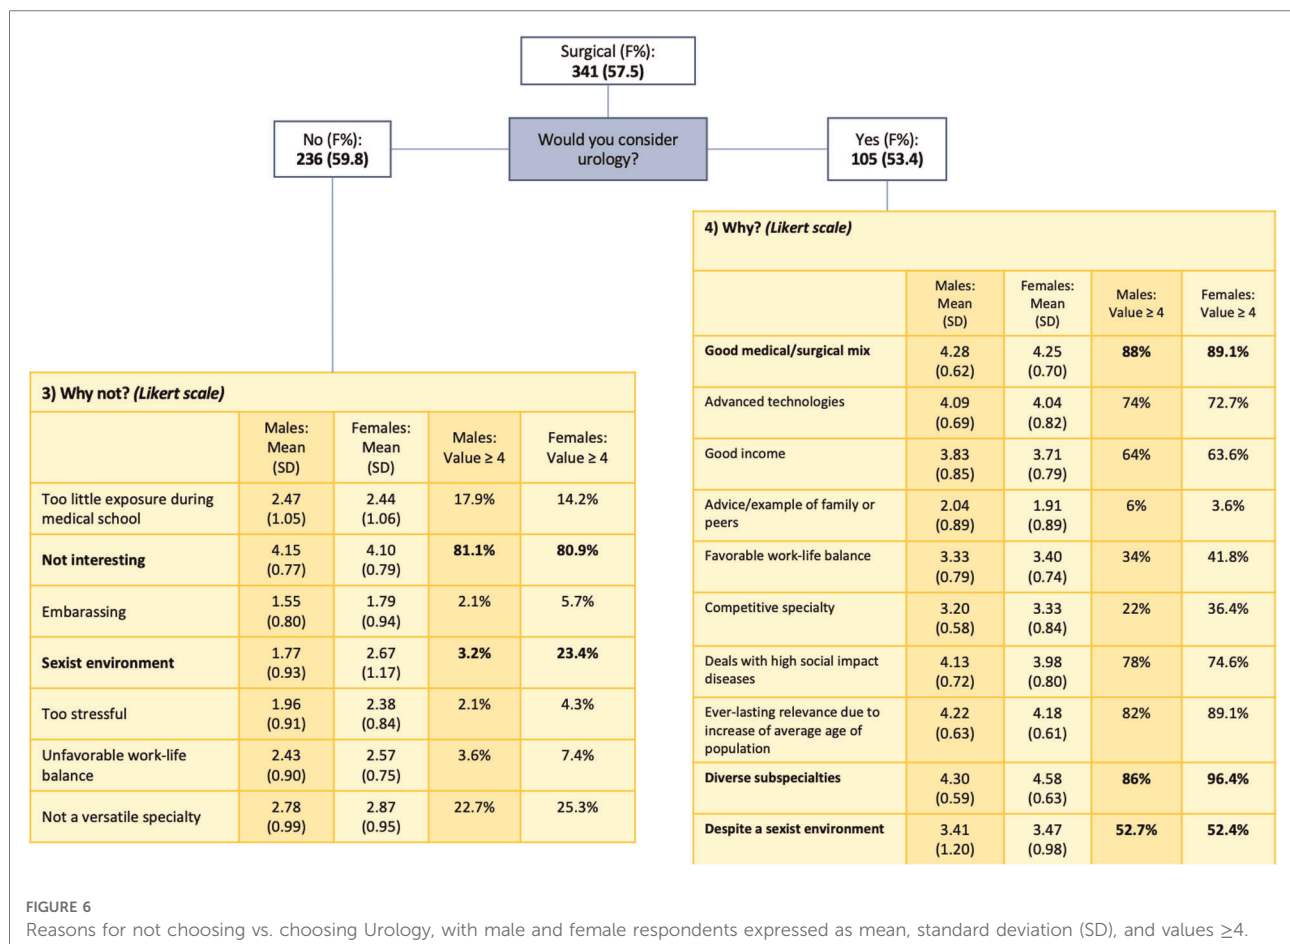 Surgical (F%):
341 (57.5)
No (F%):
236 (59.8)
Would you consider
urology?
Yes (F%):
105 (53.4)
3) Why not? (Likert scale)
Males:
Mean
(SD)
Females:
Mean
(SD)
Males:
Value ≥ 4
Females:
Value ≥ 4
Too little exposure during
medical school
2.47
(1.05)
2.44
(1.06)
17.9%
14.2%
Not interesting
4.15
(0.77)
4.10
(0.79)
81.1%
80.9%
Embarassing
1.55
(0.80)
1.79
(0.94)
2.1%
5.7%
Sexist environment
1.77
(0.93)
2.67
(1.17)
3.2%
23.4%
Too stressful
1.96
(0.91)
2.38
(0.84)
2.1%
4.3%
Unfavorable work-life
balance
2.43
(0.90)
2.57
(0.75)
3.6%
7.4%
Not a versatile specialty
2.78
(0.99)
2.87
(0.95)
22.7%
25.3%
4) Why? (Likert scale)
Males:
Mean
(SD)
Females:
Mean
(SD)
Males:
Value ≥ 4
Females:
Value ≥ 4
Good medical/surgical mix
4.28
(0.62)
4.25
(0.70)
88%
89.1%
Advanced technologies
4.09
(0.69)
4.04
(0.82)
74%
72.7%
Good income
3.83
(0.85)
3.71
(0.79)
64%
63.6%
Advice/example of family or
peers
2.04
(0.89)
1.91
(0.89)
6%
3.6%
Favorable work-life balance
3.33
(0.79)
3.40
(0.74)
34%
41.8%
Competitive specialty
3.20
(0.58)
3.33
(0.84)
22%
36.4%
Deals with high social impact
diseases
4.13
(0.72)
3.98
(0.80)
78%
74.6%
Ever-lasting relevance due to
increase of average age of
population
4.22
(0.63)
4.18
(0.61)
82%
89.1%
Diverse subspecialties
4.30
(0.59)
4.58
(0.63)
86%
96.4%
Despite a sexist environment
3.41
(1.20)
3.47
(0.98)
52.7%
52.4%
FIGURE 6
Reasons for not choosing vs. choosing Urology, with male and female respondents expressed as mean, standard deviation (SD), and values ≥4.